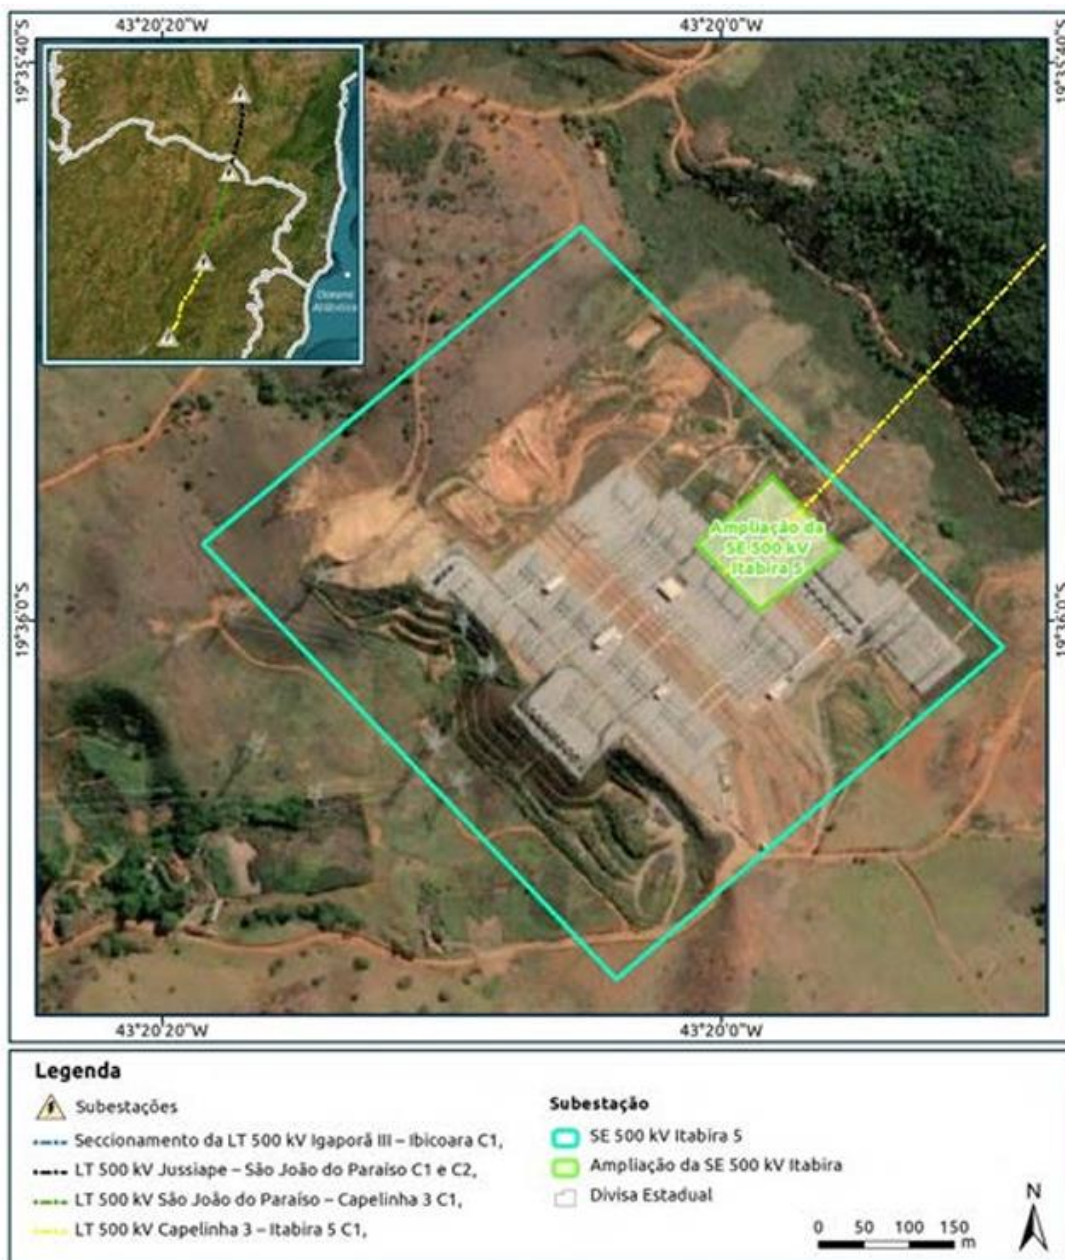 43°20'20"W
43°20'0"W
19°35'40"S
19°35'40"S
Oceano
Atlântico
Ampliação da
SE 500 kV
Itabira 5
19°36'0"S
19°36'0"S
43°20'20"W
43°20'0"W
Legenda
Subestações
Seccionamento da LT 500 kV Igaporã III – Ibicoara C1,
LT 500 kV Jussiape – São João do Paraíso C1 e C2,
LT 500 kV São João do Paraíso – Capelinha 3 C1,
LT 500 kV Capelinha 3 – Itabira 5 C1,
Subestação
SE 500 kV Itabira 5
Ampliação da SE 500 kV Itabira
Divisa Estadual
N
0 50 100 150
m